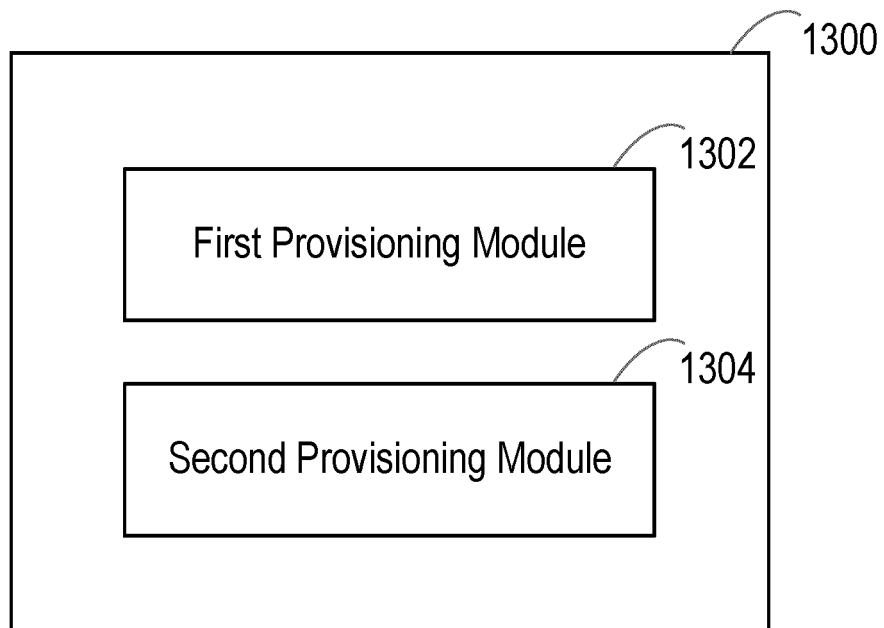 1300
1302
First Provisioning Module
1304
Second Provisioning Module